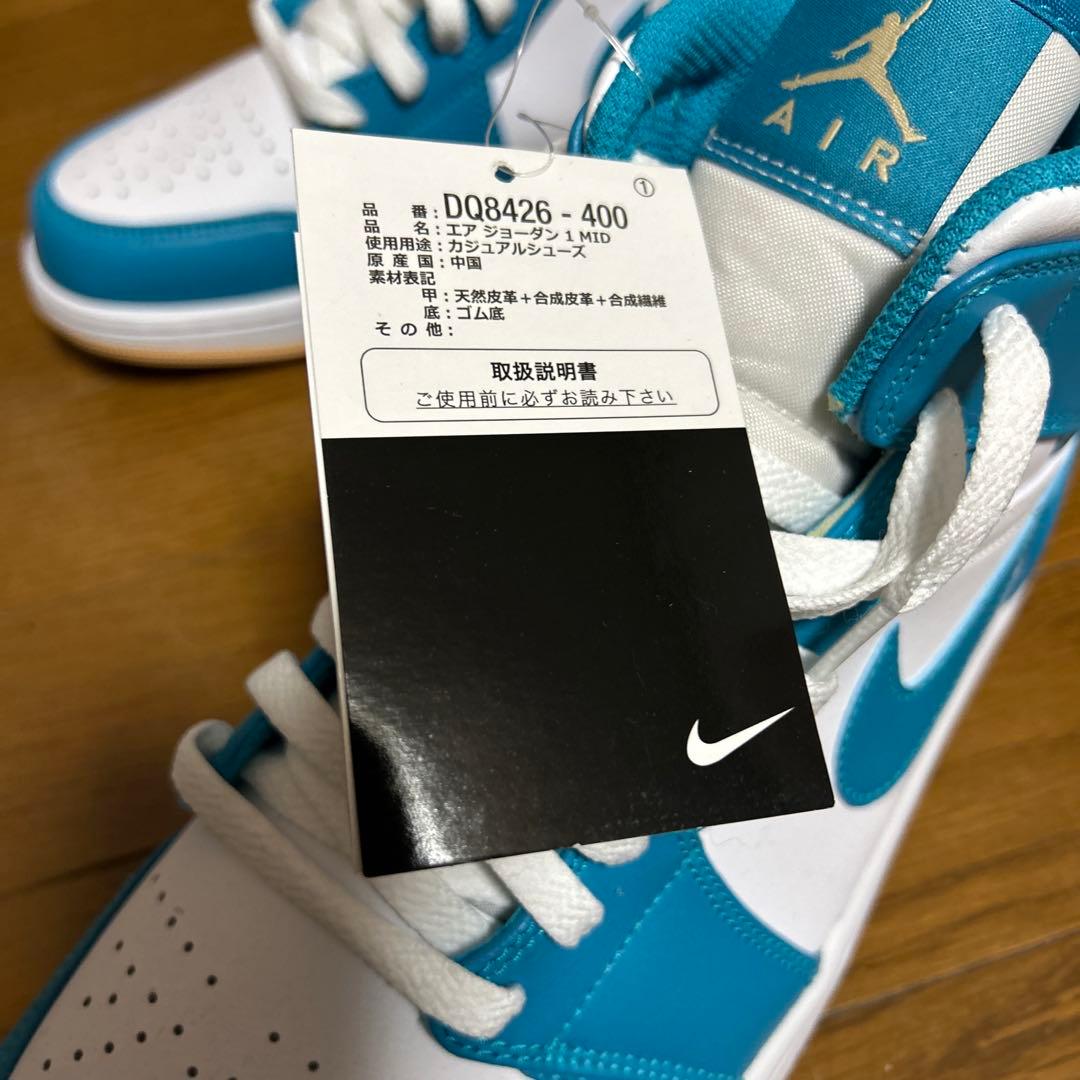 AIR
①
品 番：DQ8426 - 400
品 名：エア ジョーダン 1 MID
使用用途：カジュアルシューズ
原 産 国：中国
素材表記
甲：天然皮革＋合成皮革＋合成繊維
底：ゴム底
そ の 他：
取扱説明書
ご使用前に必ずお読み下さい